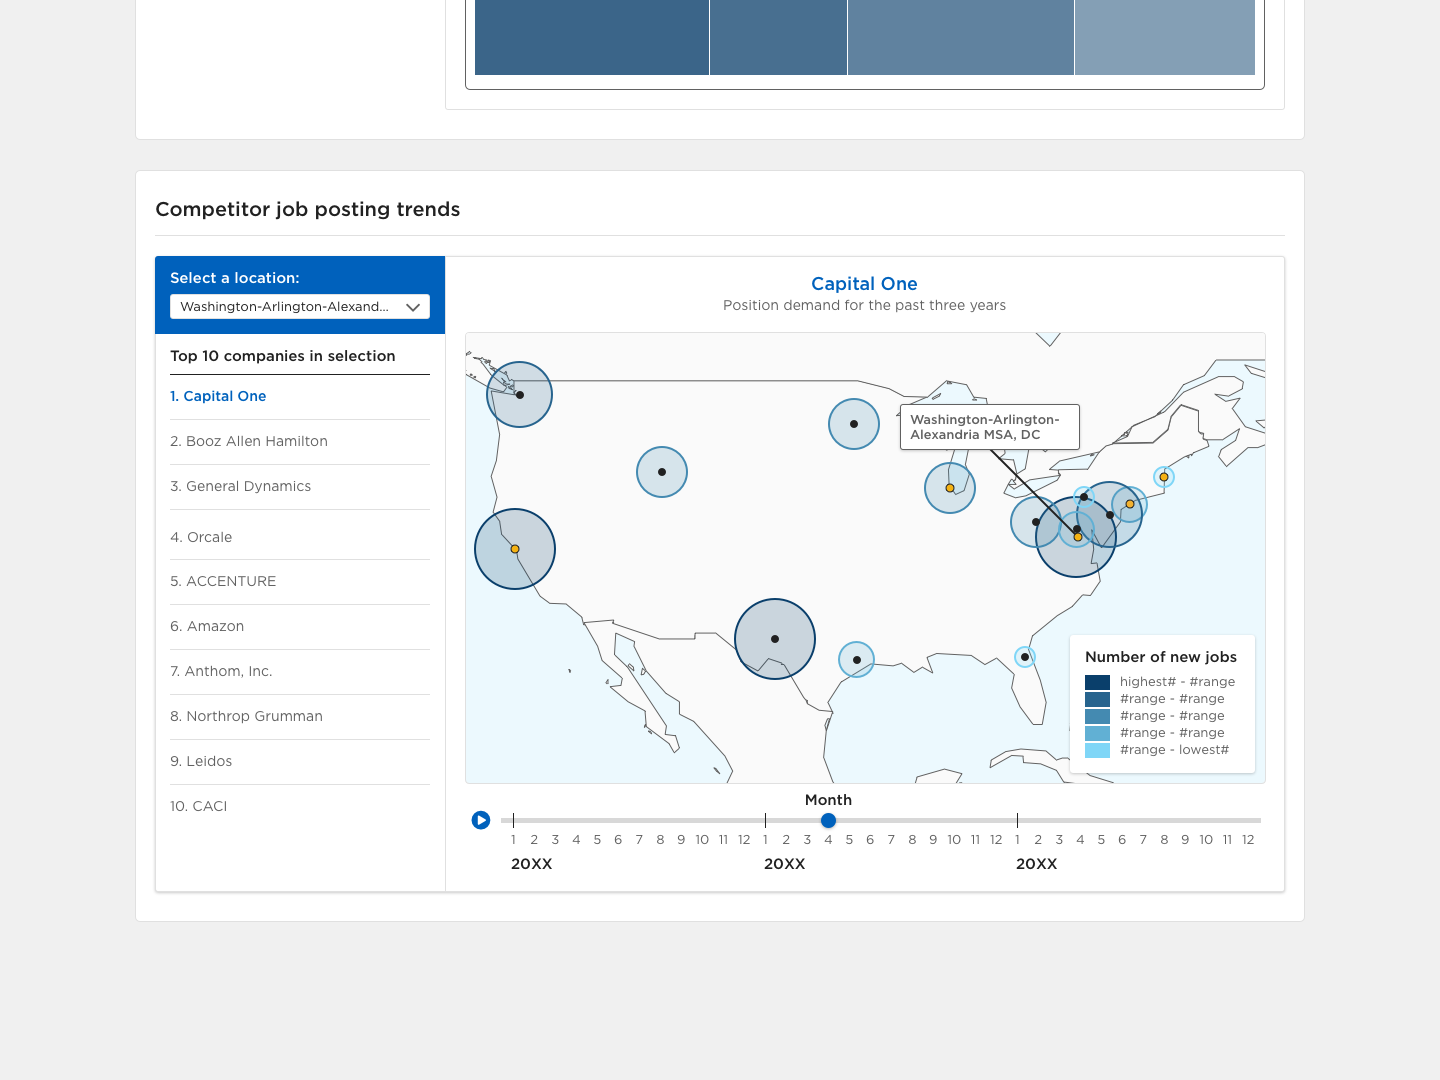 Competitor job posting trends
Select a location:
Washington-Arlington-Alexand...
Top 10 companies in selection
1. Capital One
2. Booz Allen Hamilton
3. General Dynamics
4. Orcale
5. ACCENTURE
6. Amazon
7. Anthom, Inc.
8. Northrop Grumman
9. Leidos
10. CACI
Capital One
Position demand for the past three years
Washington-Arlington-
Alexandria MSA, DC
Number of new jobs
highest# - #range
#range - #range
#range - #range
#range - #range
#range - lowest#
Month
1 2 3 4 5 6 7 8 9 10 11 12 1 2 3 4 5 6 7 8 9 10 11 12 1 2 3 4 5 6 7 8 9 10 11 12
20XX 20XX 20XX